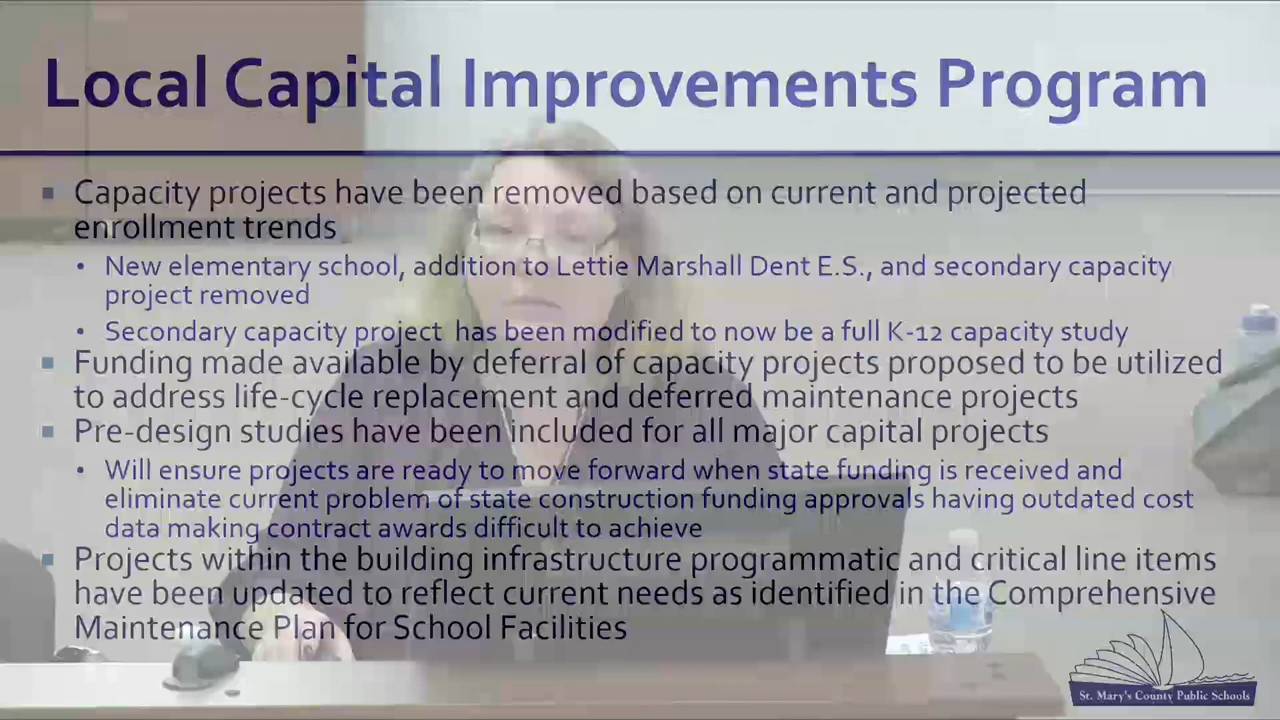 Local Capital Improvements Program
▪ Capacity projects have been removed based on current and projected
enrollment trends
• New elementary school, addition to Lettie Marshall Dent E.S., and secondary capacity
project removed
• Secondary capacity project has been modified to now be a full K-12 capacity study
▪ Funding made available by deferral of capacity projects proposed to be utilized
to address life-cycle replacement and deferred maintenance projects
▪ Pre-design studies have been included for all major capital projects
• Will ensure projects are ready to move forward when state funding is received and
eliminate current problem of state construction funding approvals having outdated cost
data making contract awards difficult to achieve
▪ Projects within the building infrastructure programmatic and critical line items
have been updated to reflect current needs as identified in the Comprehensive
Maintenance Plan for School Facilities
St. Mary's County Public Schools